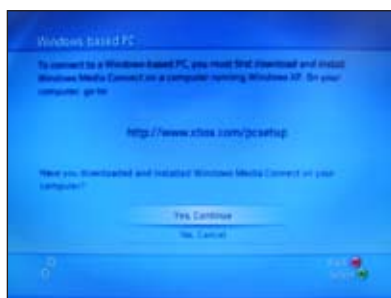 Windows-based PC
To connect to a Windows-based PC, you must first download and install
Windows Media Connect on a computer running Windows XP. On your
computer, go to:
http://www.xbox.com/pcsetup
Have you downloaded and installed Windows Media Connect on your
computer?
Yes, Continue
No, Cancel
Back
Select